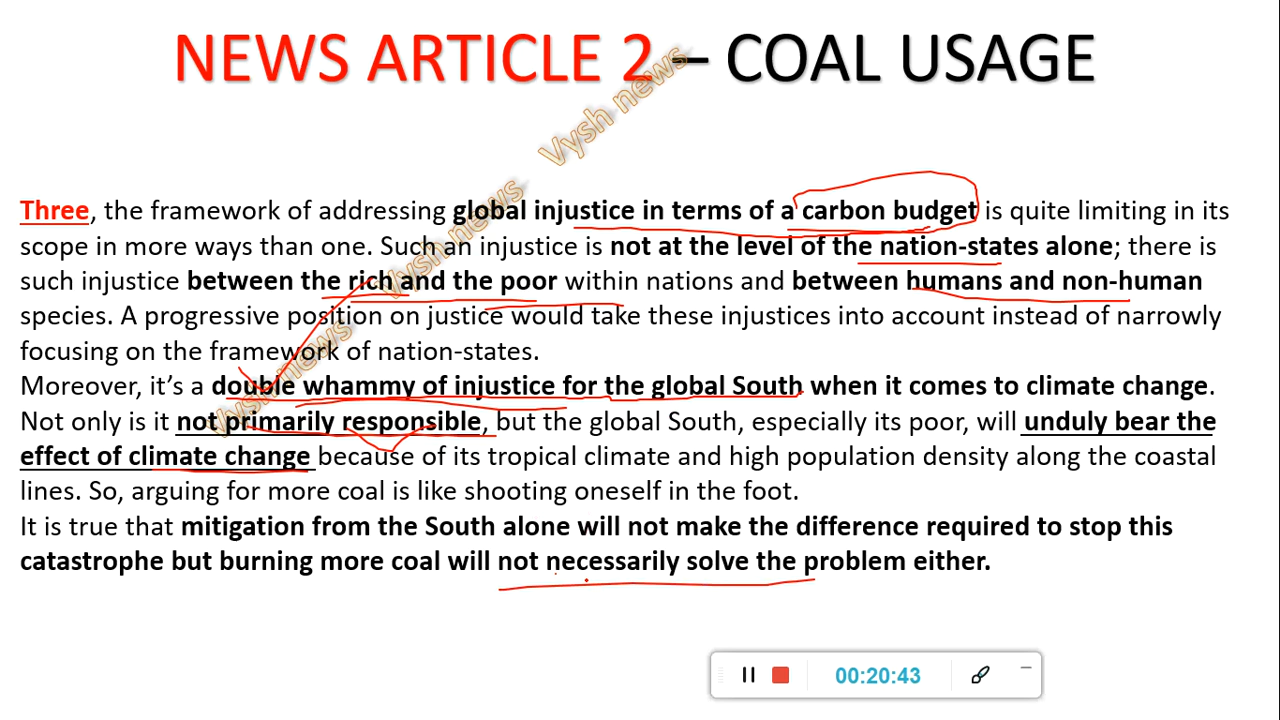 NEWS ARTICLE 2 – COAL USAGE
Vysh news Vysh news Vysh news
Three, the framework of addressing global injustice in terms of a carbon budget is quite limiting in its
scope in more ways than one. Such an injustice is not at the level of the nation-states alone; there is
such injustice between the rich and the poor within nations and between humans and non-human
species. A progressive position on justice would take these injustices into account instead of narrowly
focusing on the framework of nation-states.
Moreover, it’s a double whammy of injustice for the global South when it comes to climate change.
Not only is it not primarily responsible, but the global South, especially its poor, will unduly bear the
effect of climate change because of its tropical climate and high population density along the coastal
lines. So, arguing for more coal is like shooting oneself in the foot.
It is true that mitigation from the South alone will not make the difference required to stop this
catastrophe but burning more coal will not necessarily solve the problem either.
00:20:43